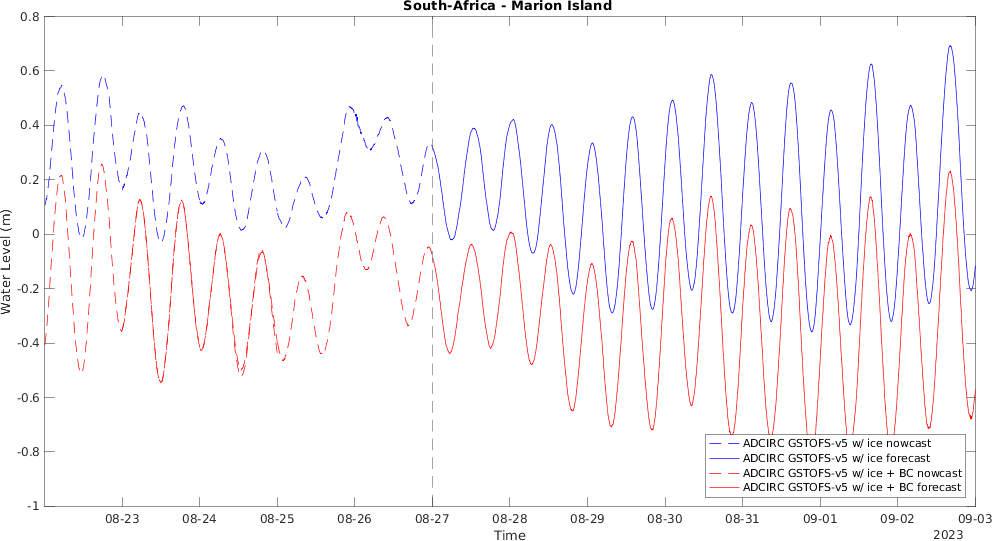 South-Africa - Marion Island
Water Level (m)
0.8
0.6
0.4
0.2
0
-0.2
-0.4
-0.6
-0.8
-1
ADCIRC GSTOFS-v5 w/ ice nowcast
ADCIRC GSTOFS-v5 w/ ice forecast
ADCIRC GSTOFS-v5 w/ ice + BC nowcast
ADCIRC GSTOFS-v5 w/ ice + BC forecast
08-23 08-24 08-25 08-26 08-27 08-28 08-29 08-30 08-31 09-01 09-02 09-03
Time
2023